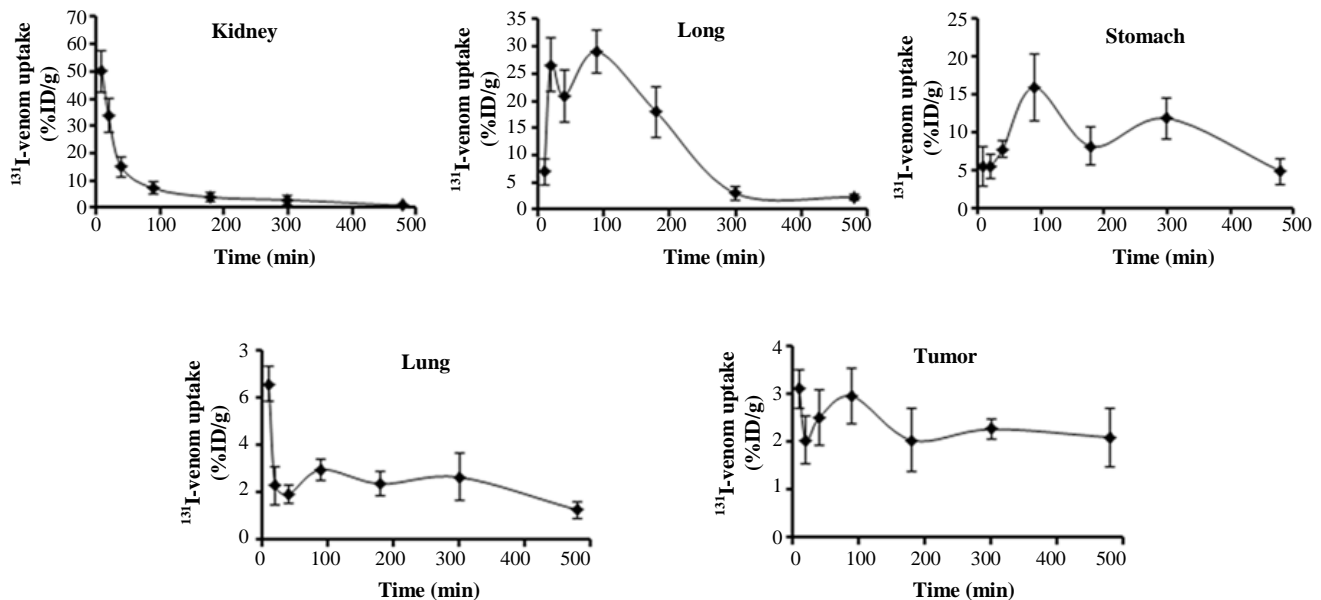 Kidney
¹³¹I-venom uptake
(%ID/g)
70
60
50
40
30
20
10
0
0 100 200 300 400 500
Time (min)
Long
¹³¹I-venom uptake
(%ID/g)
35
30
25
20
15
10
5
0
0 100 200 300 400 500
Time (min)
Stomach
¹³¹I-venom uptake
(%ID/g)
25
20
15
10
5
0
0 100 200 300 400 500
Time (min)
Lung
¹³¹I-venom uptake
(%ID/g)
3
6
4
2
0
0 100 200 300 400 500
Time (min)
Tumor
¹³¹I-venom uptake
(%ID/g)
4
3
2
1
0
0 100 200 300 400 500
Time (min)